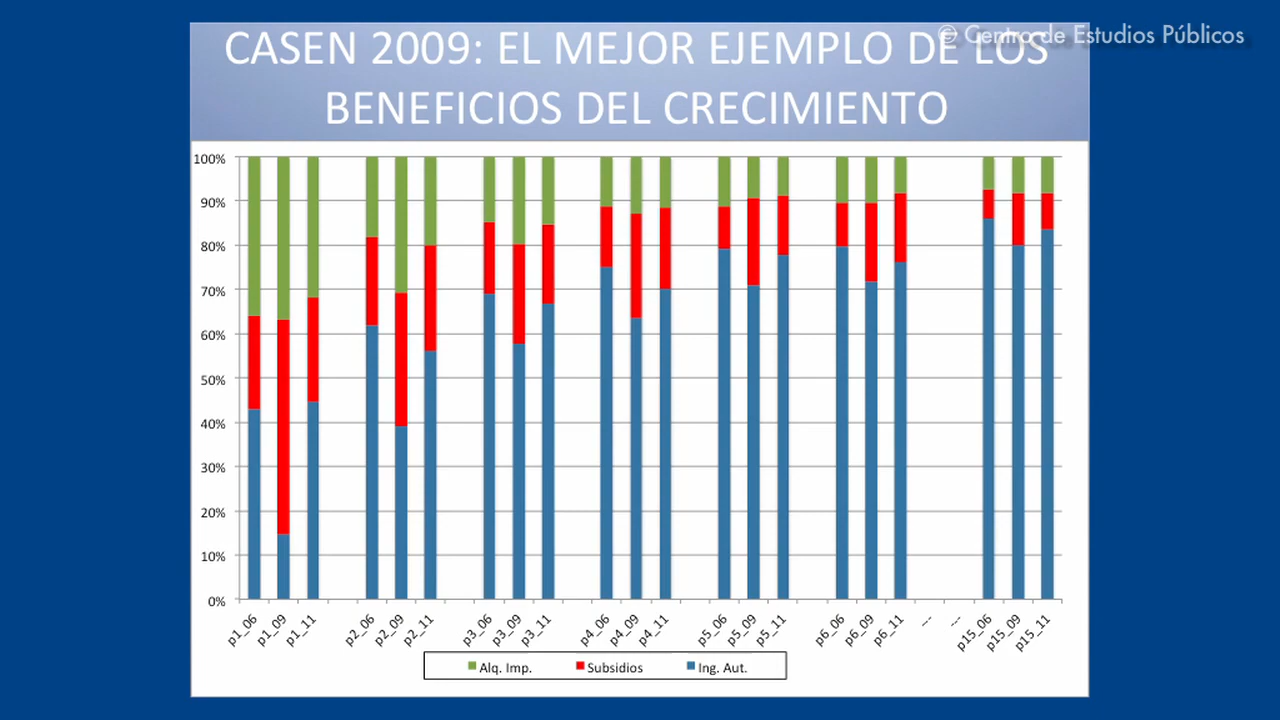 © Centro de Estudios Públicos
CASEN 2009: EL MEJOR EJEMPLO DE LOS
BENEFICIOS DEL CRECIMIENTO
100%
90%
80%
70%
60%
50%
40%
30%
20%
10%
0%
p1_06 p1_09 p1_11 p2_06 p2_09 p2_11 p3_06 p3_09 p3_11 p4_06 p4_09 p4_11 p5_06 p5_09 p5_11 p6_06 p6_09 p6_11 --- --- p15_06 p15_09 p15_11
Alq. Imp. Subsidios Ing. Aut.